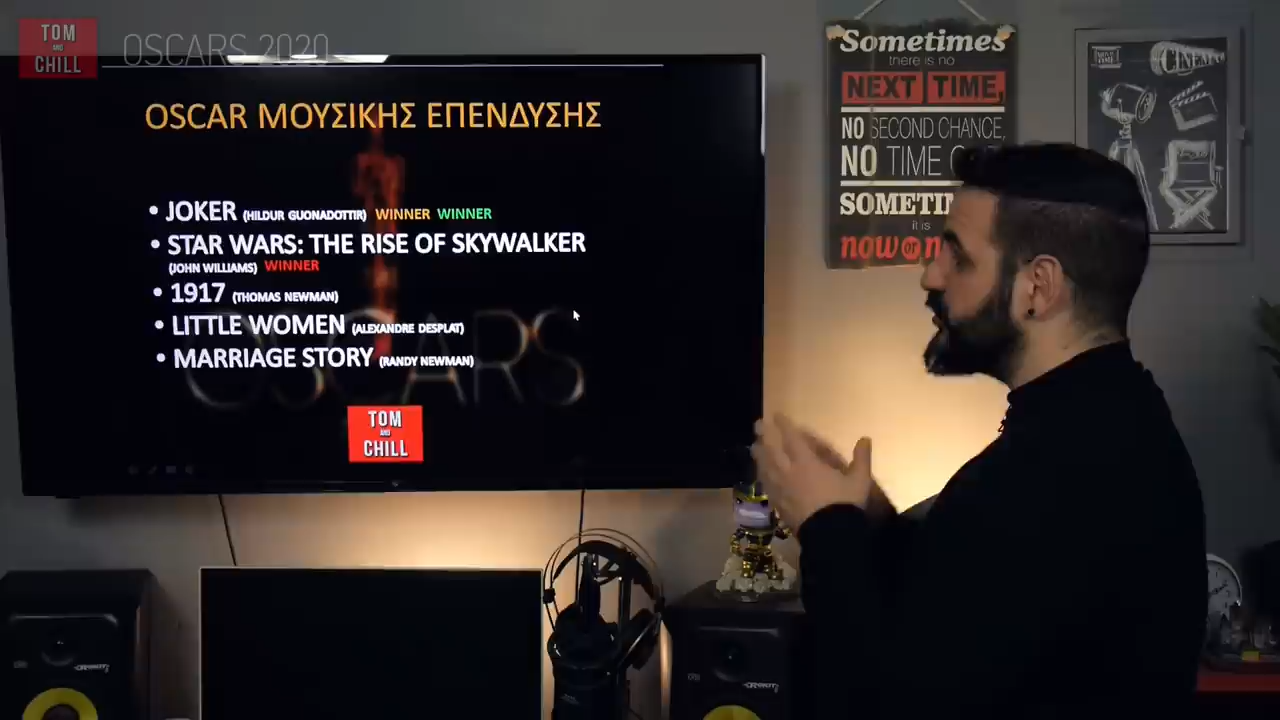 TOM
AND
CHILL
OSCARS 2020
OSCAR ΜΟΥΣΙΚΗΣ ΕΠΕΝΔΥΣΗΣ
• JOKER (HILDUR GUONADOTTIR) WINNER WINNER
• STAR WARS: THE RISE OF SKYWALKER
(JOHN WILLIAMS) WINNER
• 1917 (THOMAS NEWMAN)
• LITTLE WOMEN (ALEXANDRE DESPLAT)
• MARRIAGE STORY (RANDY NEWMAN)
OSCARS
TOM
AND
CHILL
Sometimes
there is no
NEXT TIME,
NO SECOND CHANCE,
NO TIME
SOMETIM
it is
now or n
CINEMA